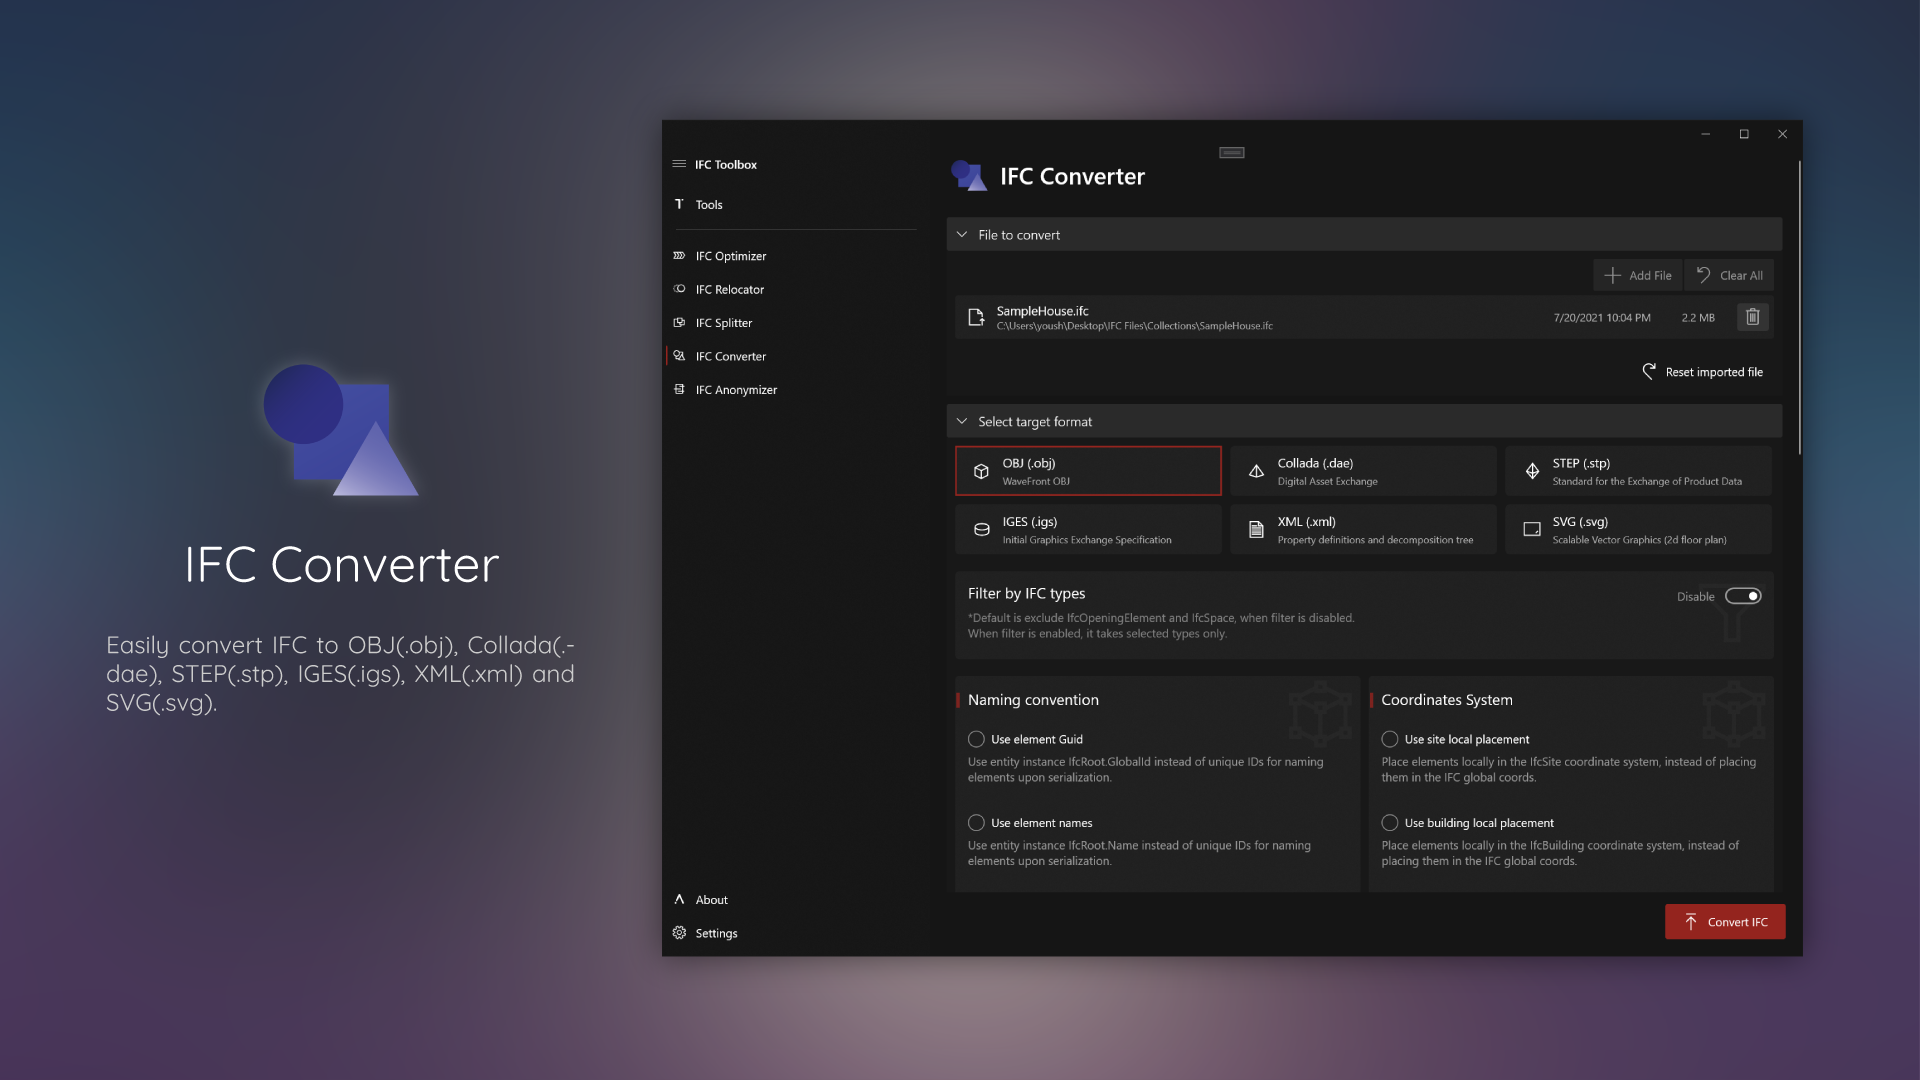 IFC Converter
Easily convert IFC to OBJ(.obj), Collada(.-
dae), STEP(.stp), IGES(.igs), XML(.xml) and
SVG(.svg).
IFC Toolbox
Tools
IFC Optimizer
IFC Relocator
IFC Splitter
IFC Converter
IFC Anonymizer
About
Settings
IFC Converter
File to convert
Add File
Clear All
SampleHouse.ifc
C:\Users\yoush\Desktop\IFC Files\Collections\SampleHouse.ifc
7/20/2021 10:04 PM
2.2 MB
Reset imported file
Select target format
OBJ (.obj)
WaveFront OBJ
Collada (.dae)
Digital Asset Exchange
STEP (.stp)
Standard for the Exchange of Product Data
IGES (.igs)
Initial Graphics Exchange Specification
XML (.xml)
Property definitions and decomposition tree
SVG (.svg)
Scalable Vector Graphics (2d floor plan)
Filter by IFC types
Disable
*Default is exclude IfcOpeningElement and IfcSpace, when filter is disabled.
When filter is enabled, it takes selected types only.
Naming convention
Use element Guid
Use entity instance IfcRoot.GlobalId instead of unique IDs for naming
elements upon serialization.
Use element names
Use entity instance IfcRoot.Name instead of unique IDs for naming
elements upon serialization.
Coordinates System
Use site local placement
Place elements locally in the IfcSite coordinate system, instead of placing
them in the IFC global coords.
Use building local placement
Place elements locally in the IfcBuilding coordinate system, instead of
placing them in the IFC global coords.
Convert IFC